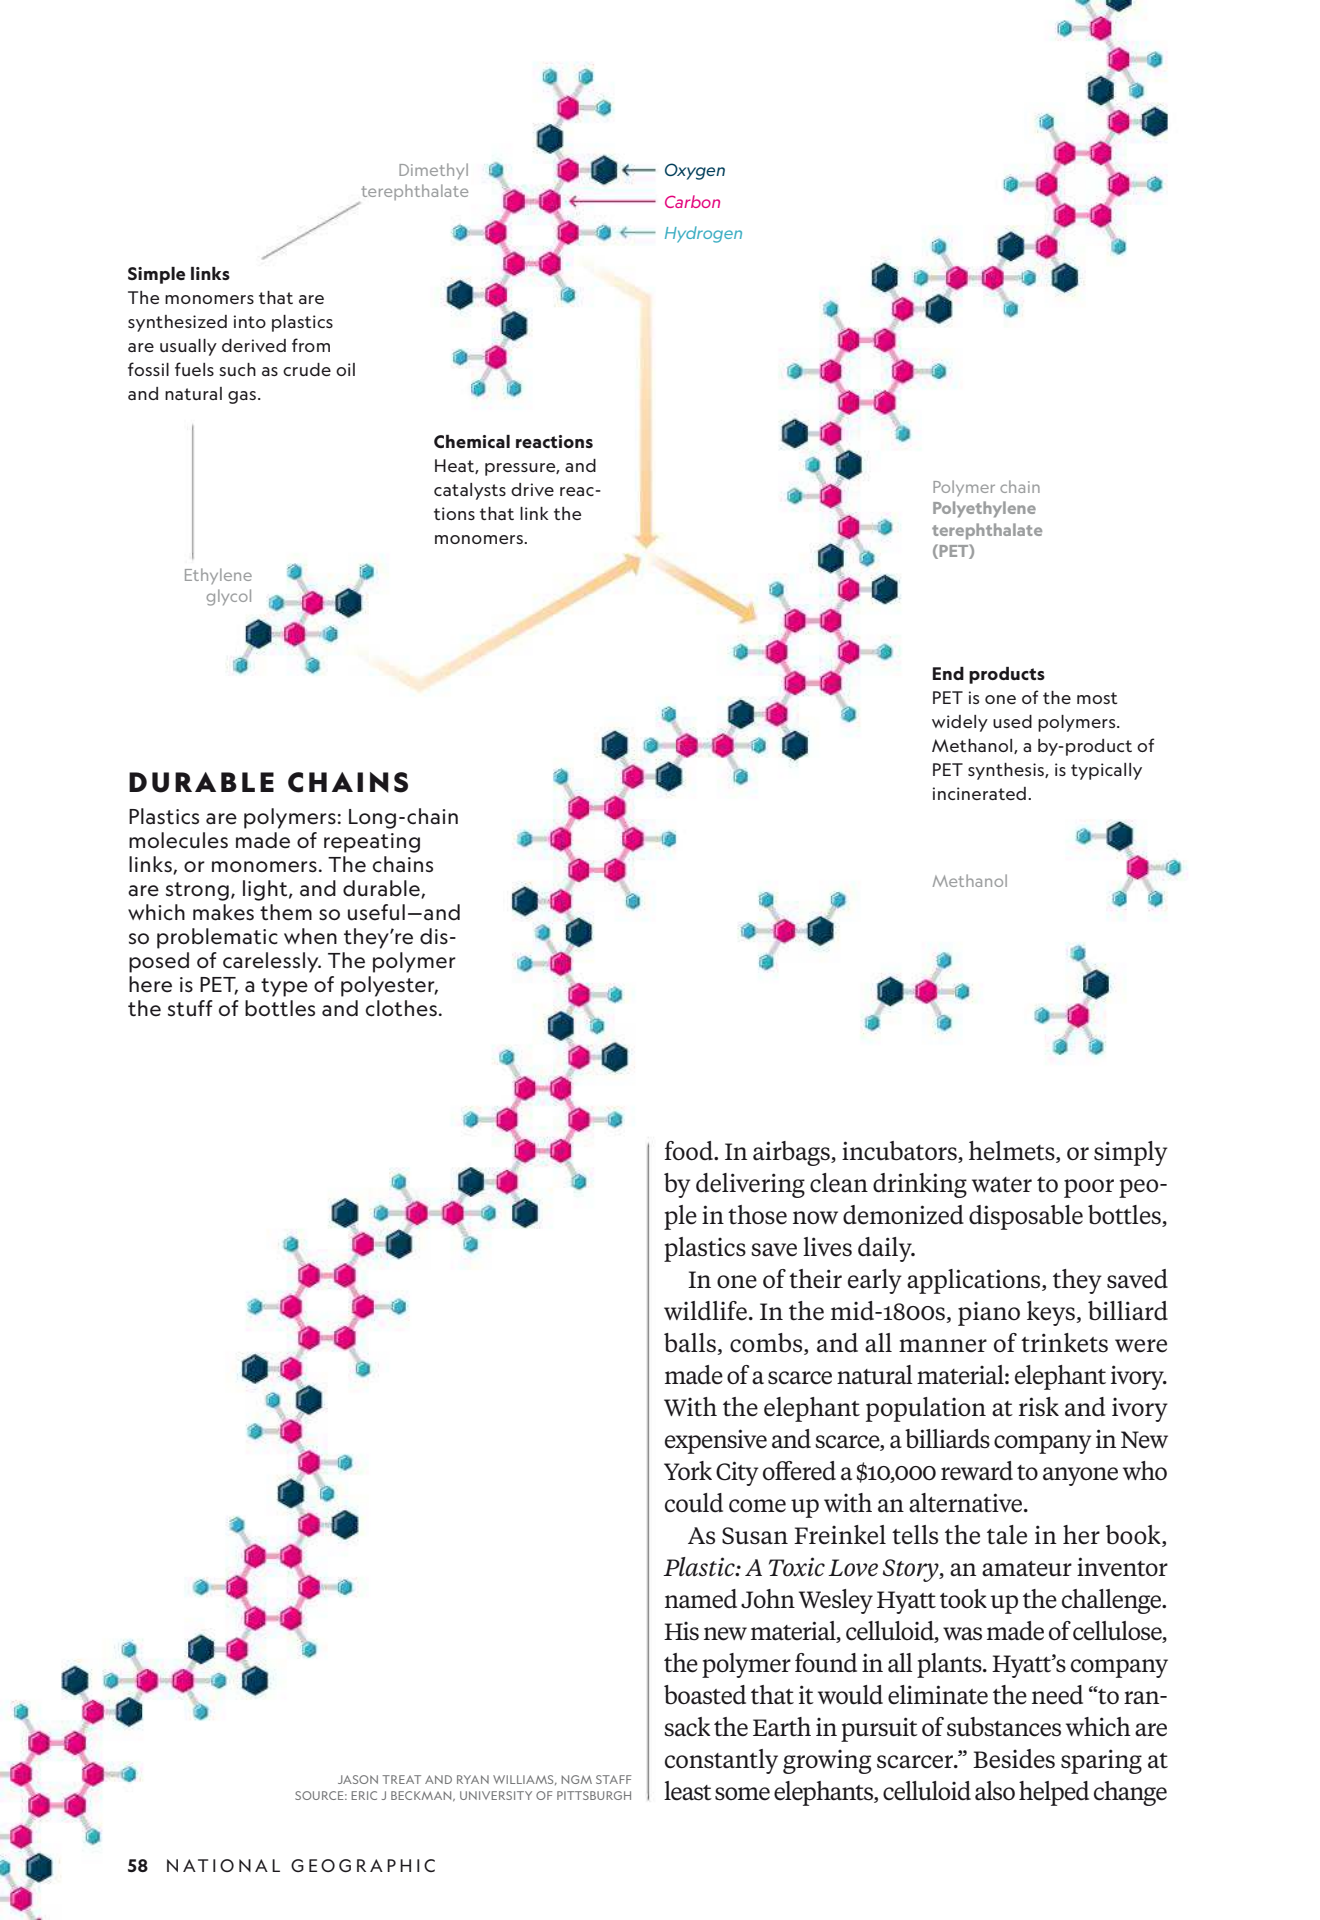 Dimethyl
terephthalate
Oxygen
Carbon
Hydrogen
Simple links
The monomers that are
synthesized into plastics
are usually derived from
fossil fuels such as crude oil
and natural gas.
Chemical reactions
Heat, pressure, and
catalysts drive reac-
tions that link the
monomers.
Ethylene
glycol
Polymer chain
Polyethylene
terephthalate
(PET)
End products
PET is one of the most
widely used polymers.
Methanol, a by-product of
PET synthesis, is typically
incinerated.
Methanol
DURABLE CHAINS
Plastics are polymers: Long-chain
molecules made of repeating
links, or monomers. The chains
are strong, light, and durable,
which makes them so useful—and
so problematic when they’re dis-
posed of carelessly. The polymer
here is PET, a type of polyester,
the stuff of bottles and clothes.
food. In airbags, incubators, helmets, or simply
by delivering clean drinking water to poor peo-
ple in those now demonized disposable bottles,
plastics save lives daily.
In one of their early applications, they saved
wildlife. In the mid-1800s, piano keys, billiard
balls, combs, and all manner of trinkets were
made of a scarce natural material: elephant ivory.
With the elephant population at risk and ivory
expensive and scarce, a billiards company in New
York City offered a $10,000 reward to anyone who
could come up with an alternative.
As Susan Freinkel tells the tale in her book,
Plastic: A Toxic Love Story, an amateur inventor
named John Wesley Hyatt took up the challenge.
His new material, celluloid, was made of cellulose,
the polymer found in all plants. Hyatt’s company
boasted that it would eliminate the need “to ran-
sack the Earth in pursuit of substances which are
constantly growing scarcer.” Besides sparing at
least some elephants, celluloid also helped change
JASON TREAT AND RYAN WILLIAMS, NGM STAFF
SOURCE: ERIC J BECKMAN, UNIVERSITY OF PITTSBURGH
58 NATIONAL GEOGRAPHIC